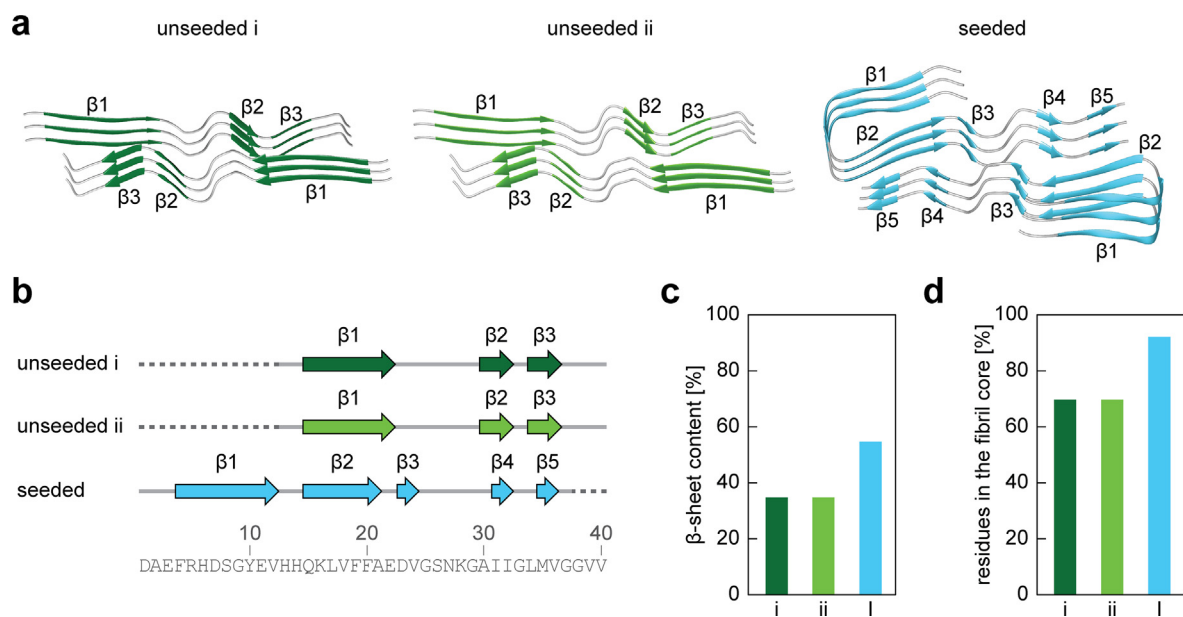 a
unseeded i
unseeded ii
seeded
β1
β2
β3
β3
β2
β1
β1
β2
β3
β3
β2
β1
β1
β2
β3
β4
β5
β2
β5
β4
β3
β1
b
unseeded i
β1
β2
β3
unseeded ii
β1
β2
β3
seeded
β1
β2
β3
β4
β5
10 20 30 40
DAEFRHDSGYEVHHQKLVFFAEDVGSNKGAIIGLMVGGVV
c
β-sheet content [%]
100
80
60
40
20
0
i ii I
d
residues in the fibril core [%]
100
80
60
40
20
0
i ii I